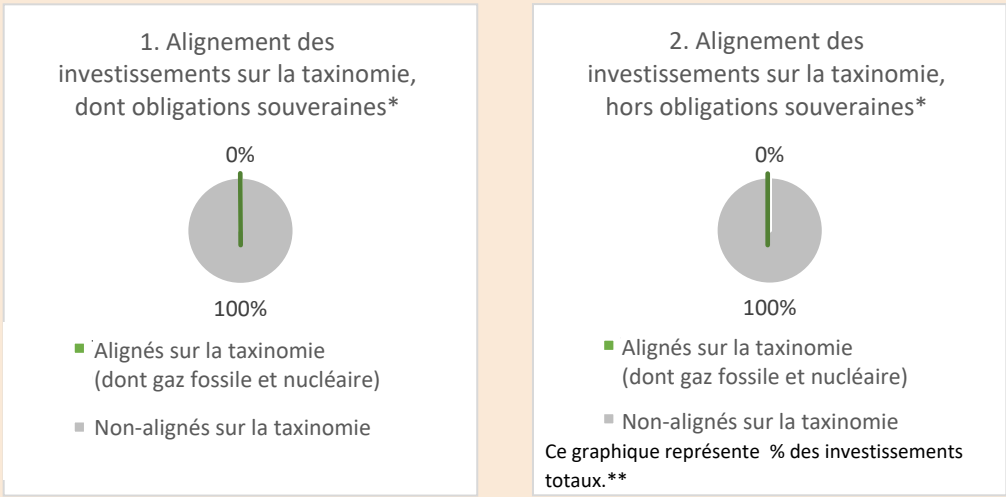 1. Alignement des
investissements sur la taxinomie,
dont obligations souveraines*
0%
100%
Alignés sur la taxinomie
(dont gaz fossile et nucléaire)
Non-alignés sur la taxinomie
2. Alignement des
investissements sur la taxinomie,
hors obligations souveraines*
0%
100%
Alignés sur la taxinomie
(dont gaz fossile et nucléaire)
Non-alignés sur la taxinomie
Ce graphique représente % des investissements
totaux.**